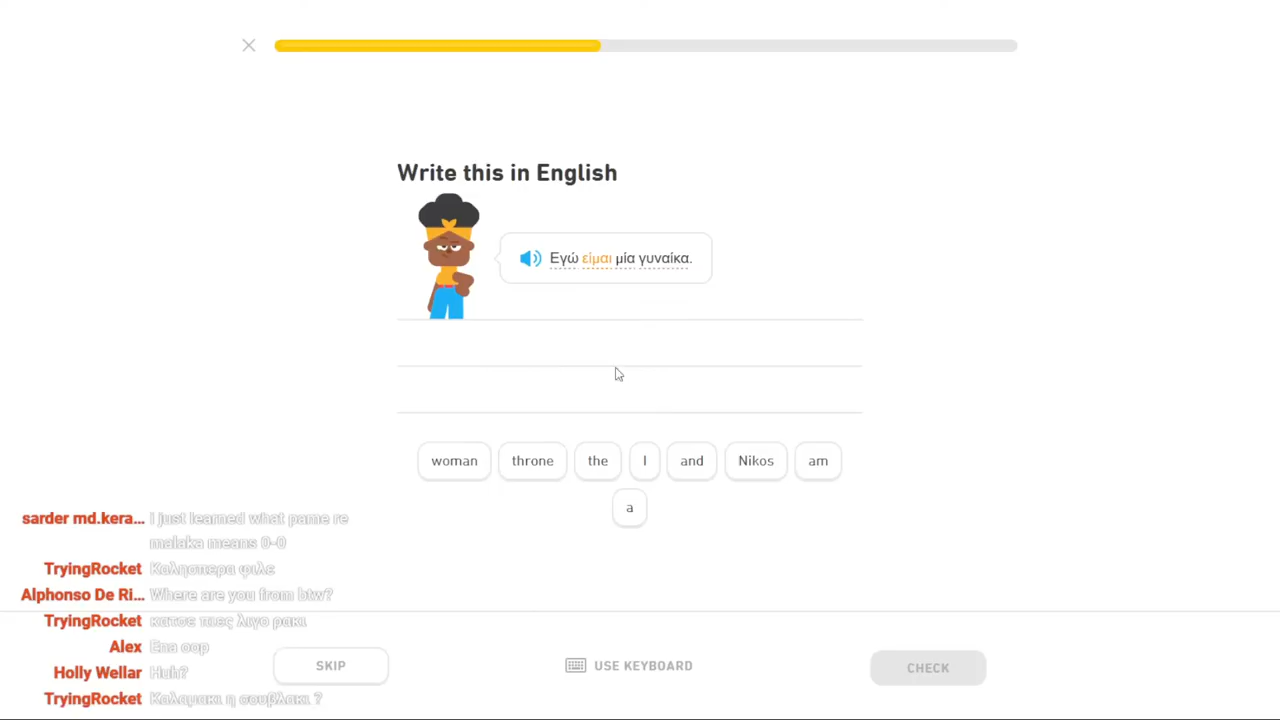 Write this in English
Εγώ είμαι μία γυναίκα.
woman throne the I and Nikos am
a
sarder md.kera... I just learned what pame re
malaka means 0-0
TryingRocket Καλησπερα φιλε
Alphonso De Ri... Where are you from btw?
TryingRocket κατσε πιες λιγο ρακι
Alex Ena oop
Holly Wellar Huh?
TryingRocket Καλαμακι η σουβλακι ?
SKIP USE KEYBOARD CHECK